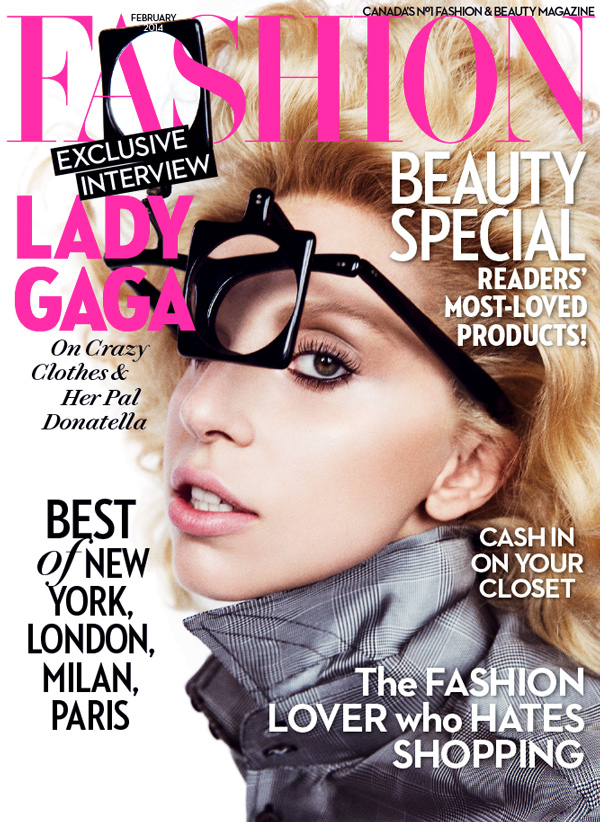 CANADA'S Nº1 FASHION & BEAUTY MAGAZINE
FEBRUARY
2014
FASHION
EXCLUSIVE
INTERVIEW
LADY
GAGA
On Crazy
Clothes &
Her Pal
Donatella
BEAUTY
SPECIAL
READERS'
MOST-LOVED
PRODUCTS!
BEST
of NEW
YORK,
LONDON,
MILAN,
PARIS
CASH IN
ON YOUR
CLOSET
The FASHION
LOVER who HATES
SHOPPING